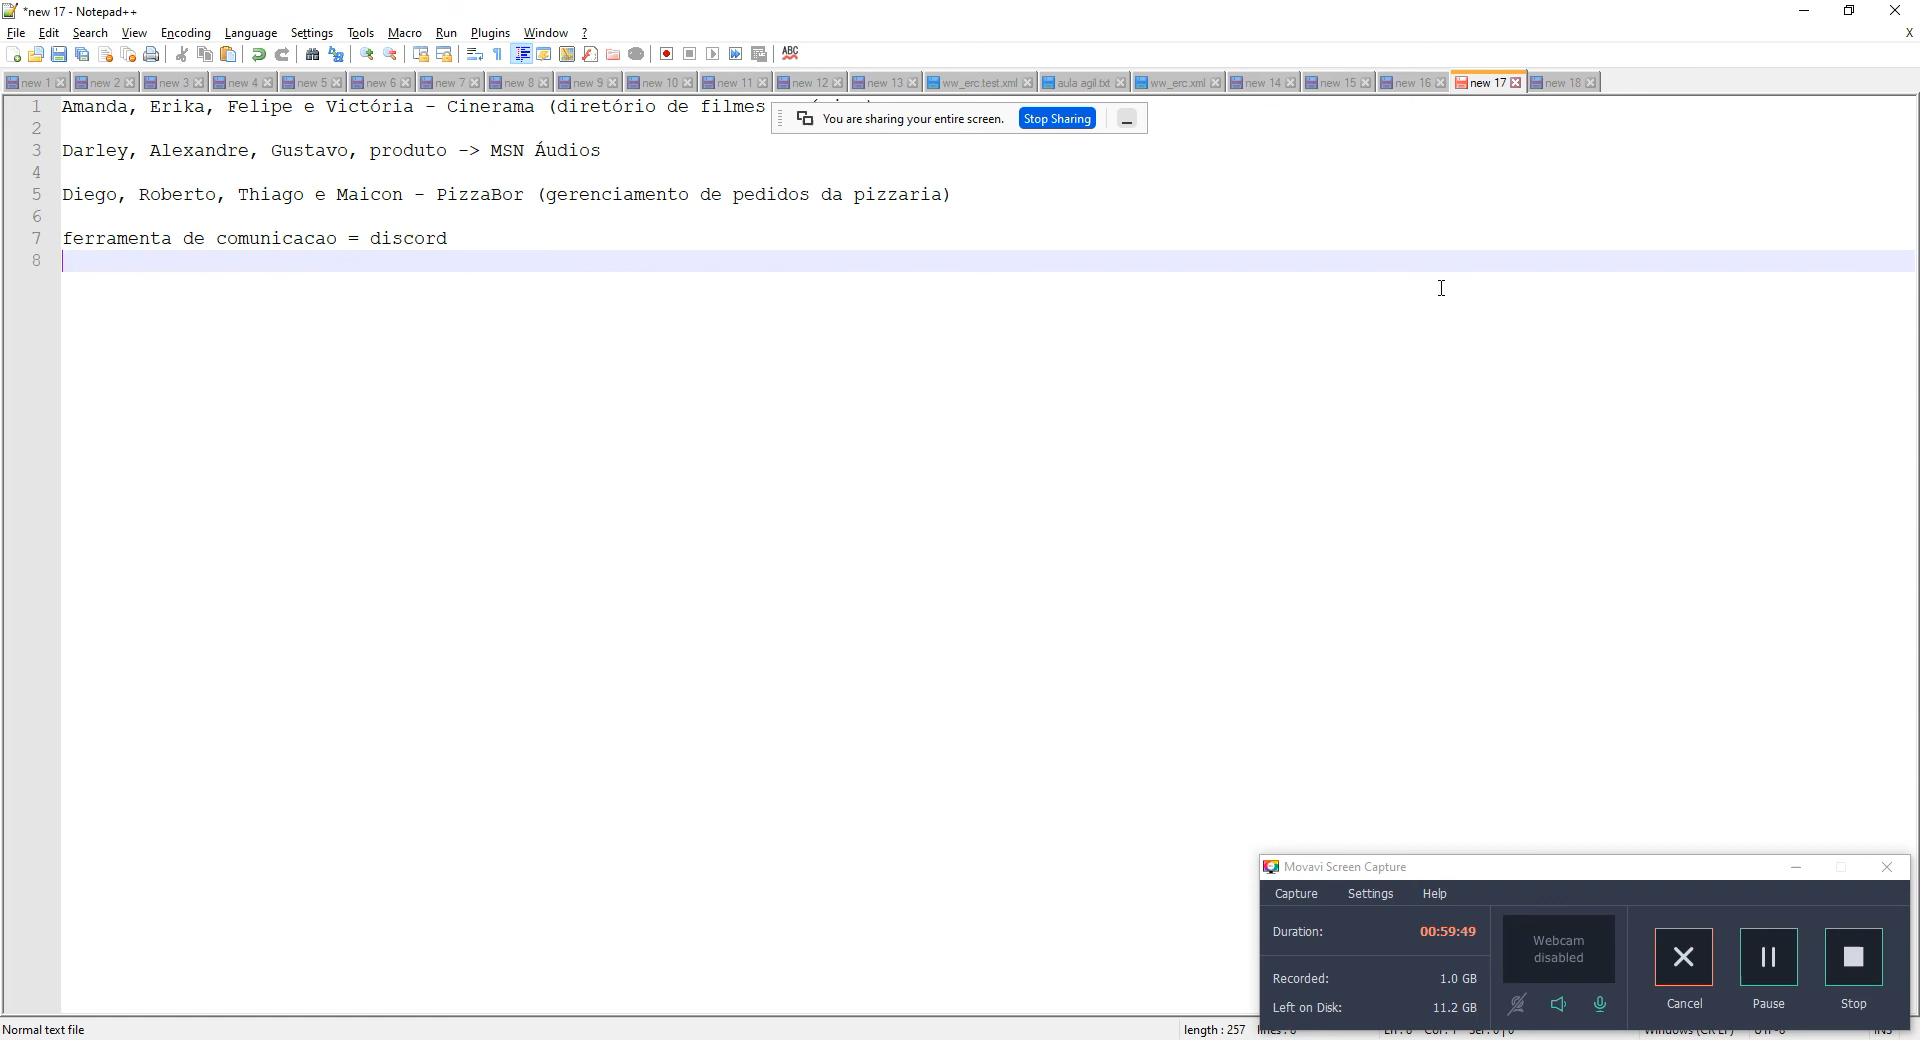 *new 17 - Notepad++
File Edit Search View Encoding Language Settings Tools Macro Run Plugins Window ? X
new 1 new 2 new 3 new 4 new 5 new 6 new 7 new 8 new 9 new 10 new 11 new 12 new 13 ww_erc.test.xml aula agil.txt ww_erc.xml new 14 new 15 new 16 new 17 new 18
1 Amanda, Erika, Felipe e Victória - Cinerama (diretório de filmes
You are sharing your entire screen. Stop Sharing
2
3 Darley, Alexandre, Gustavo, produto -> MSN Áudios
4
5 Diego, Roberto, Thiago e Maicon - PizzaBor (gerenciamento de pedidos da pizzaria)
6
7 ferramenta de comunicacao = discord
8
Movavi Screen Capture
Capture Settings Help
Duration: 00:59:49
Webcam
disabled
Recorded: 1.0 GB
Left on Disk: 11.2 GB
Cancel Pause Stop
Normal text file length : 257